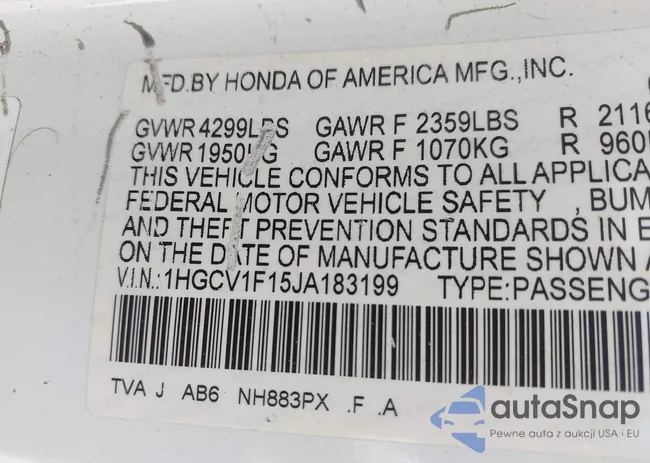 MFD.BY HONDA OF AMERICA MFG.,INC.
GVWR 4299LBS GAWR F 2359LBS R 2116
GVWR 1950KG GAWR F 1070KG R 960
THIS VEHICLE CONFORMS TO ALL APPLICA
FEDERAL MOTOR VEHICLE SAFETY , BUM
AND THEFT PREVENTION STANDARDS IN E
ON THE DATE OF MANUFACTURE SHOWN A
V.I.N.:1HGCV1F15JA183199 TYPE:PASSENG
TVA J AB6 NH883PX .F .A
autaSnap
Pewne auta z aukcji USA i EU